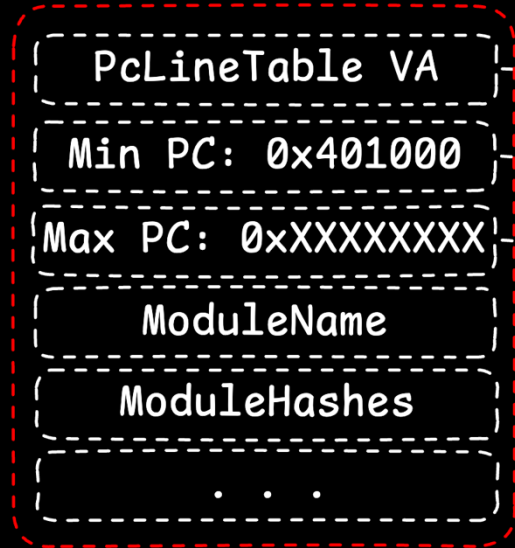 PcLineTable VA
Min PC: 0x401000
Max PC: 0xXXXXXXXX
ModuleName
ModuleHashes
. . .